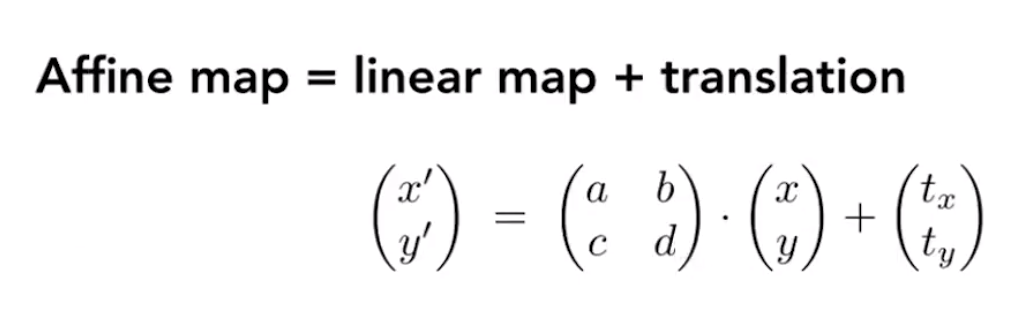 Affine map = linear map + translation
$$\begin{pmatrix} x' \\ y' \end{pmatrix} = \begin{pmatrix} a & b \\ c & d \end{pmatrix} \cdot \begin{pmatrix} x \\ y \end{pmatrix} + \begin{pmatrix} t_x \\ t_y \end{pmatrix}$$